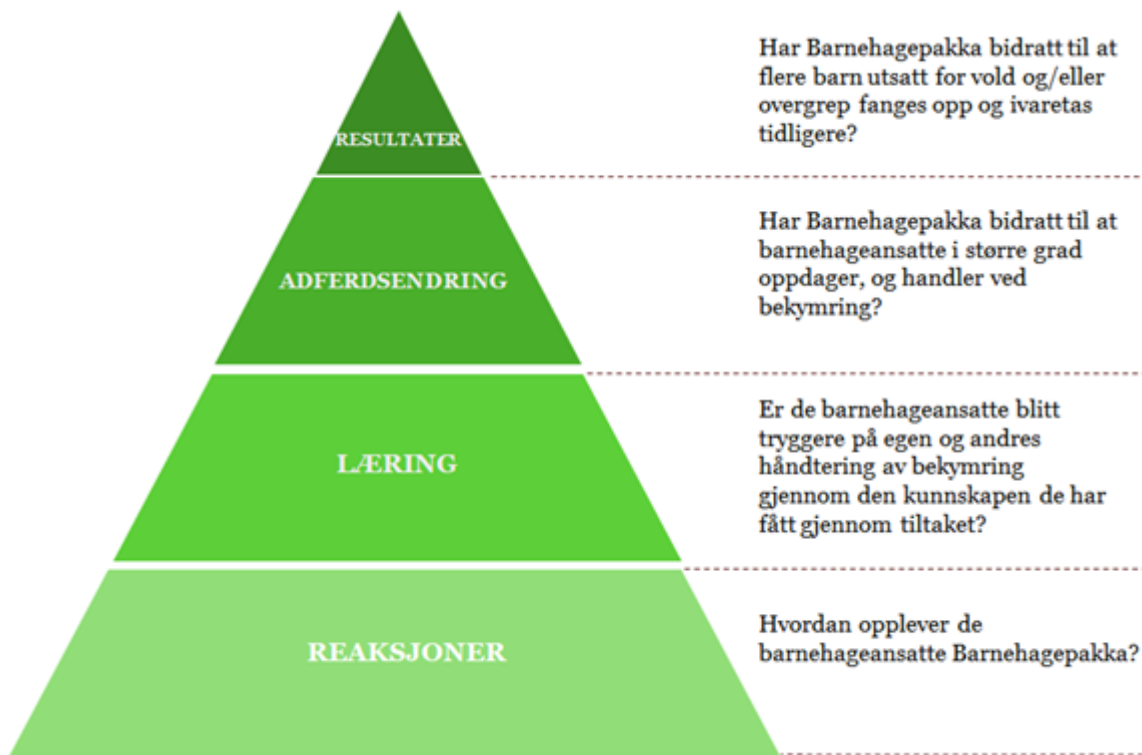 Har Barnehagepakka bidratt til at
flere barn utsatt for vold og/eller
overgrep fanges opp og ivaretas
tidligere?
RESULTATER
Har Barnehagepakka bidratt til at
barnehageansatte i større grad
oppdager, og handler ved
bekymring?
ADFERDSENDRING
Er de barnehageansatte blitt
tryggere på egen og andres
håndtering av bekymring
gjennom den kunnskapen de har
fått gjennom tiltaket?
LÆRING
Hvordan opplever de
barnehageansatte Barnehagepakka?
REAKSJONER